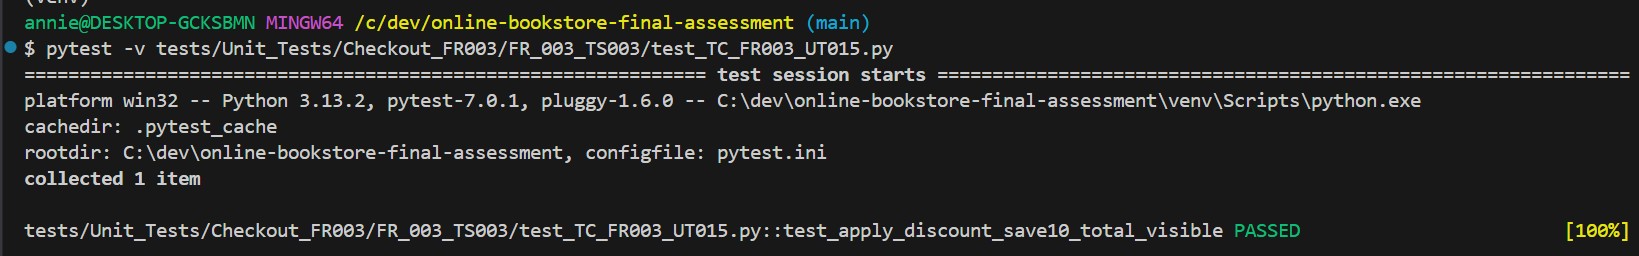 (venv)
annie@DESKTOP-GCKSBMN MINGW64 /c/dev/online-bookstore-final-assessment (main)
$ pytest -v tests/Unit_Tests/Checkout_FR003/FR_003_TS003/test_TC_FR003_UT015.py
============================================================== test session starts ===============================================================
platform win32 -- Python 3.13.2, pytest-7.0.1, pluggy-1.6.0 -- C:\dev\online-bookstore-final-assessment\venv\Scripts\python.exe
cachedir: .pytest_cache
rootdir: C:\dev\online-bookstore-final-assessment, configfile: pytest.ini
collected 1 item
tests/Unit_Tests/Checkout_FR003/FR_003_TS003/test_TC_FR003_UT015.py::test_apply_discount_save10_total_visible PASSED [100%]